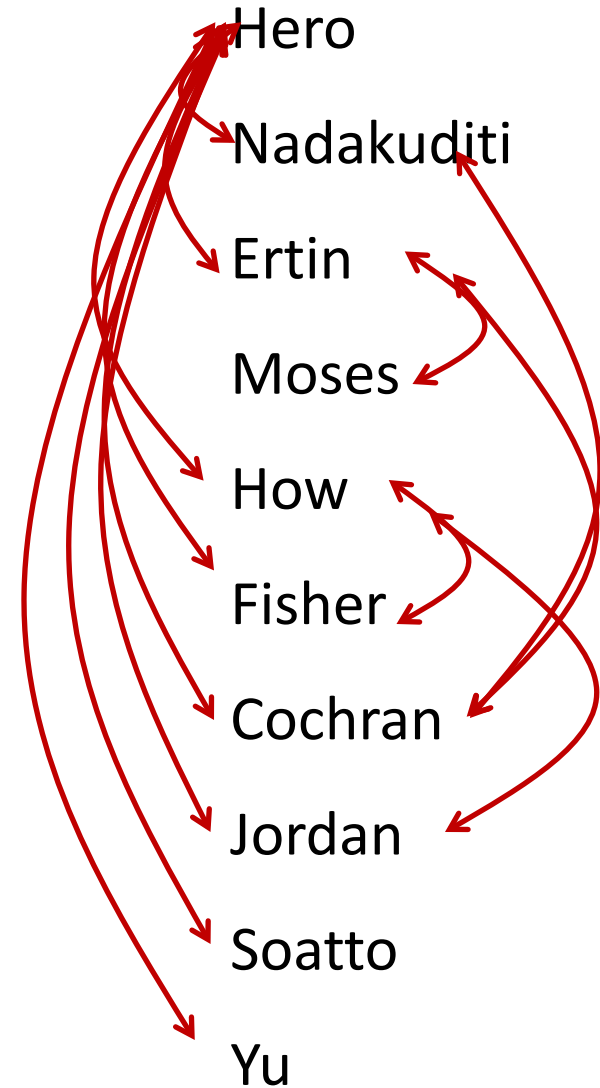 Hero
Nadakuditi
Ertin
Moses
How
Fisher
Cochran
Jordan
Soatto
Yu